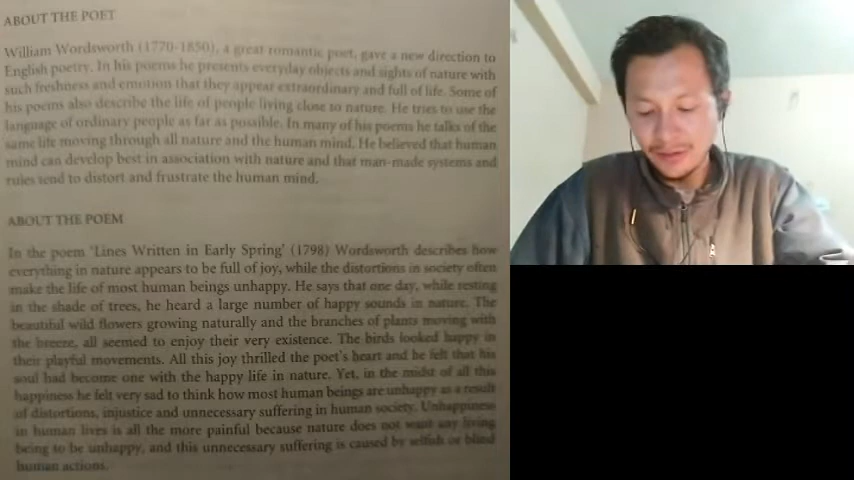 ABOUT THE POET
William Wordsworth (1770-1850), a great romantic poet, gave a new direction to
English poetry. In his poems he presents everyday objects and sights of nature with
such freshness and emotion that they appear extraordinary and full of life. Some of
his poems also describe the life of people living close to nature. He tries to use the
language of ordinary people as far as possible. In many of his poems he talks of the
same life moving through all nature and the human mind. He believed that human
mind can develop best in association with nature and that man-made systems and
rules tend to distort and frustrate the human mind.
ABOUT THE POEM
In the poem 'Lines Written in Early Spring' (1798) Wordsworth describes how
everything in nature appears to be full of joy, while the distortions in society often
make the life of most human beings unhappy. He says that one day, while resting
in the shade of trees, he heard a large number of happy sounds in nature. The
beautiful wild flowers growing naturally and the branches of plants moving with
the breeze, all seemed to enjoy their very existence. The birds looked happy in
their playful movements. All this joy thrilled the poet's heart and he felt that his
soul had become one with the happy life in nature. Yet, in the midst of all this
happiness he felt very sad to think how most human beings are unhappy as a result
of distortions, injustice and unnecessary suffering in human society. Unhappiness
in human lives is all the more painful because nature does not want any living
being to be unhappy, and this unnecessary suffering is caused by selfish or blind
human actions.